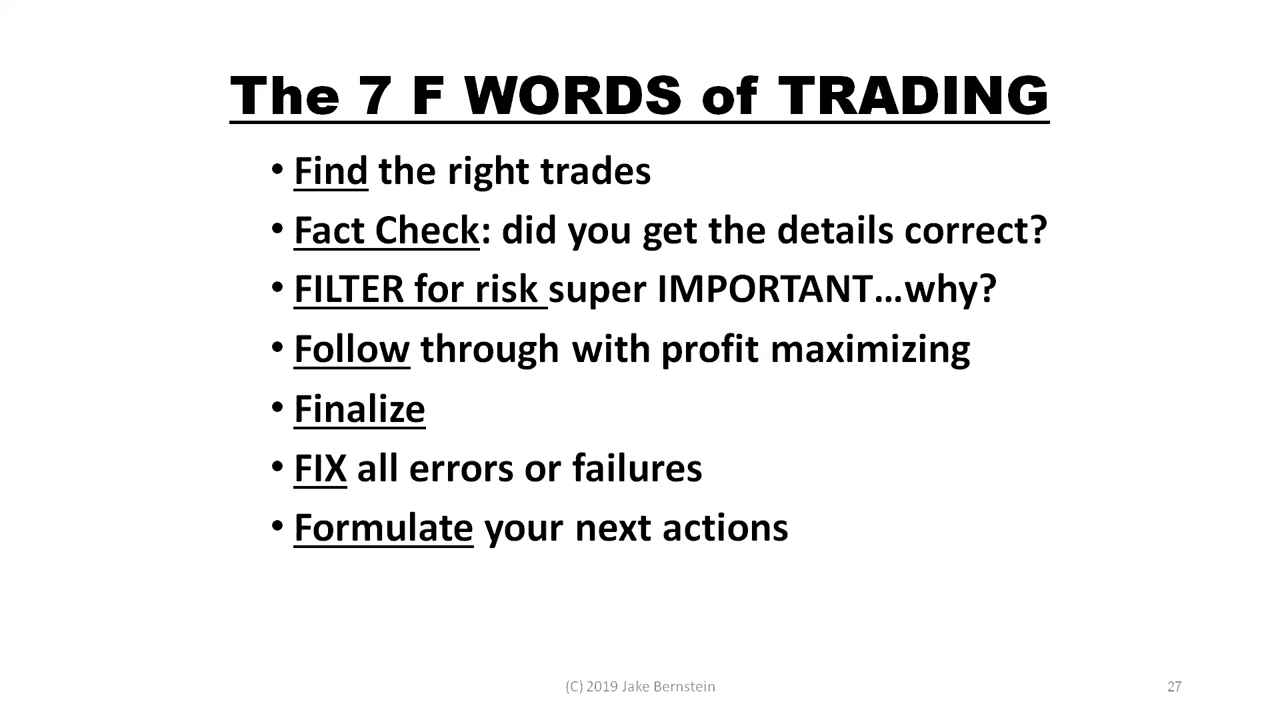 The 7 F WORDS of TRADING
• Find the right trades
• Fact Check: did you get the details correct?
• FILTER for risk super IMPORTANT...why?
• Follow through with profit maximizing
• Finalize
• FIX all errors or failures
• Formulate your next actions
(C) 2019 Jake Bernstein
27